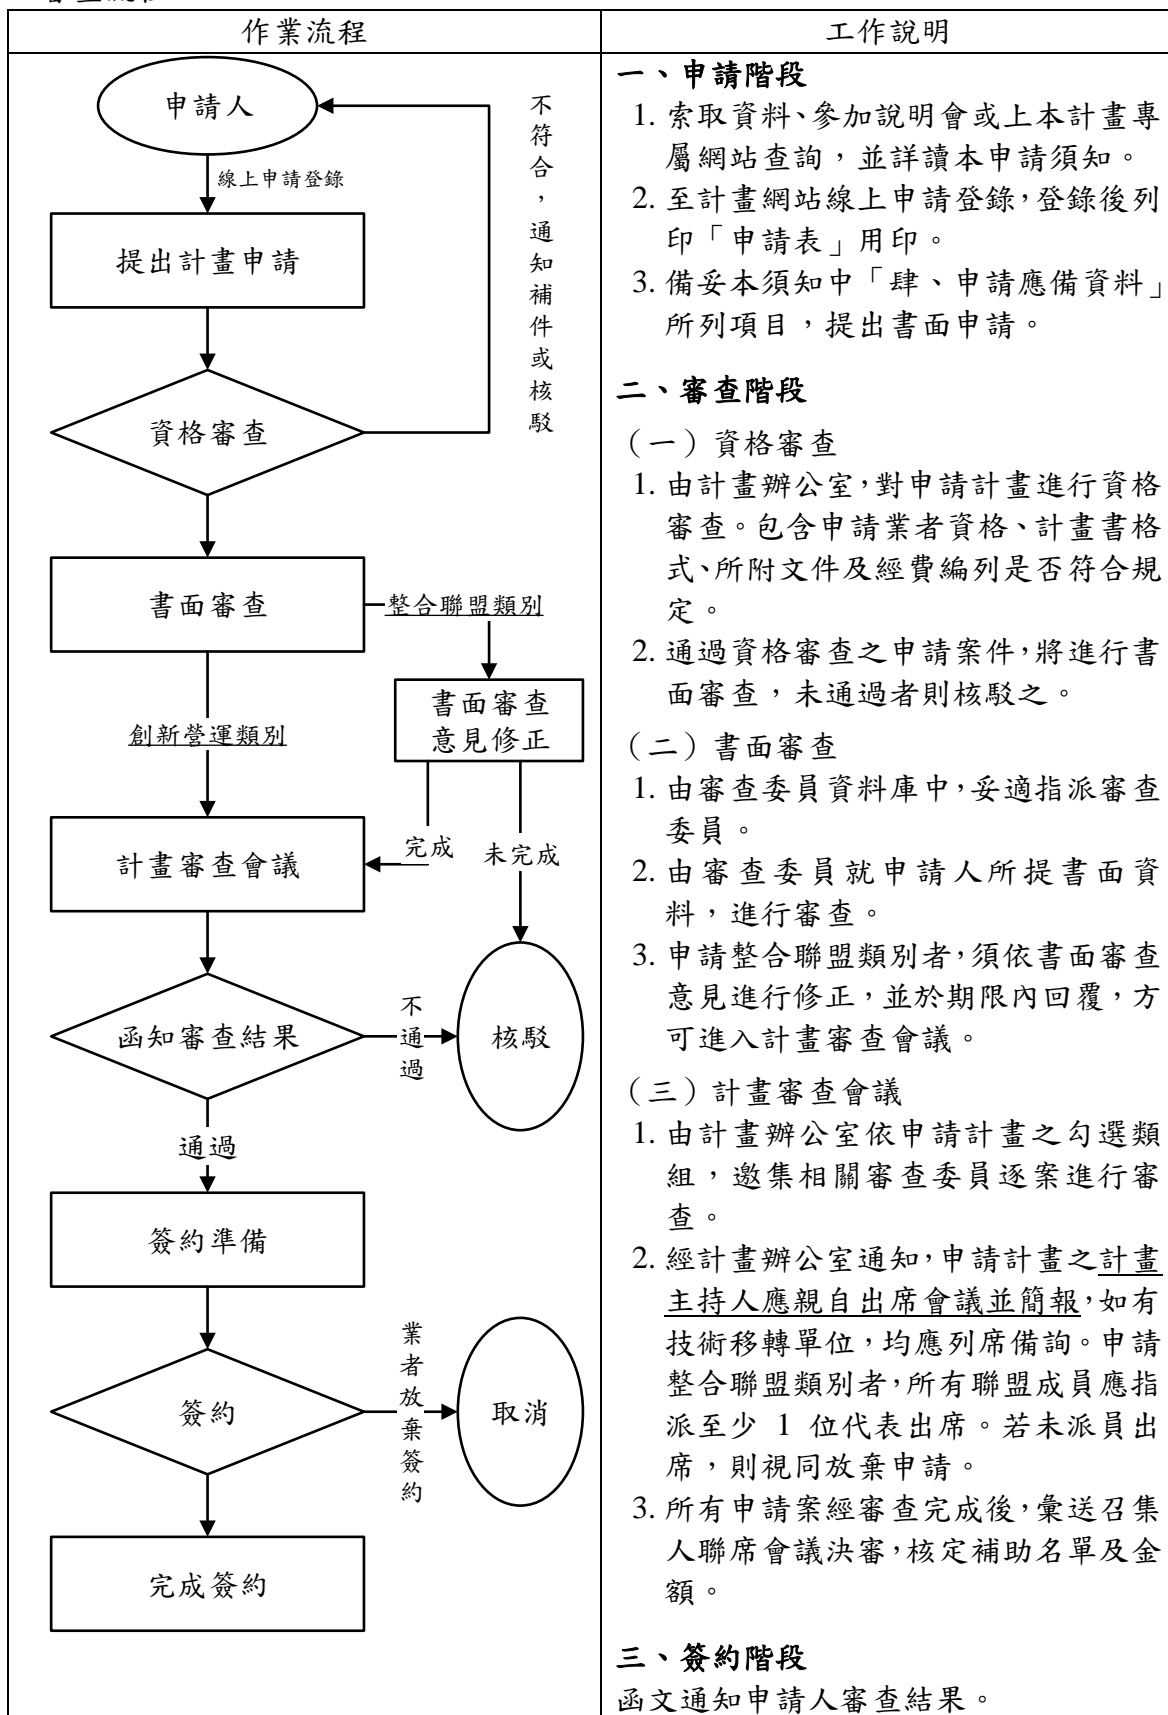 作業流程
工作說明
申請人
線上申請登錄
提出計畫申請
不符合，通知補件或核駁
資格審查
書面審查
整合聯盟類別
書面審查
意見修正
創新營運類別
完成
未完成
計畫審查會議
函知審查結果
不通過
核駁
通過
簽約準備
簽約
業者放棄簽約
取消
完成簽約
一、申請階段
1. 索取資料、參加說明會或上本計畫專
屬網站查詢，並詳讀本申請須知。
2. 至計畫網站線上申請登錄，登錄後列
印「申請表」用印。
3. 備妥本須知中「肆、申請應備資料」
所列項目，提出書面申請。
二、審查階段
（一）資格審查
1. 由計畫辦公室，對申請計畫進行資格
審查。包含申請業者資格、計畫書格
式、所附文件及經費編列是否符合規
定。
2. 通過資格審查之申請案件，將進行書
面審查，未通過者則核駁之。
（二）書面審查
1. 由審查委員資料庫中，妥適指派審查
委員。
2. 由審查委員就申請人所提書面資
料，進行審查。
3. 申請整合聯盟類別者，須依書面審查
意見進行修正，並於期限內回覆，方
可進入計畫審查會議。
（三）計畫審查會議
1. 由計畫辦公室依申請計畫之勾選類
組，邀集相關審查委員逐案進行審
查。
2. 經計畫辦公室通知，申請計畫之計畫
主持人應親自出席會議並簡報，如有
技術移轉單位，均應列席備詢。申請
整合聯盟類別者，所有聯盟成員應指
派至少 1 位代表出席。若未派員出
席，則視同放棄申請。
3. 所有申請案經審查完成後，彙送召集
人聯席會議決審，核定補助名單及金
額。
三、簽約階段
函文通知申請人審查結果。